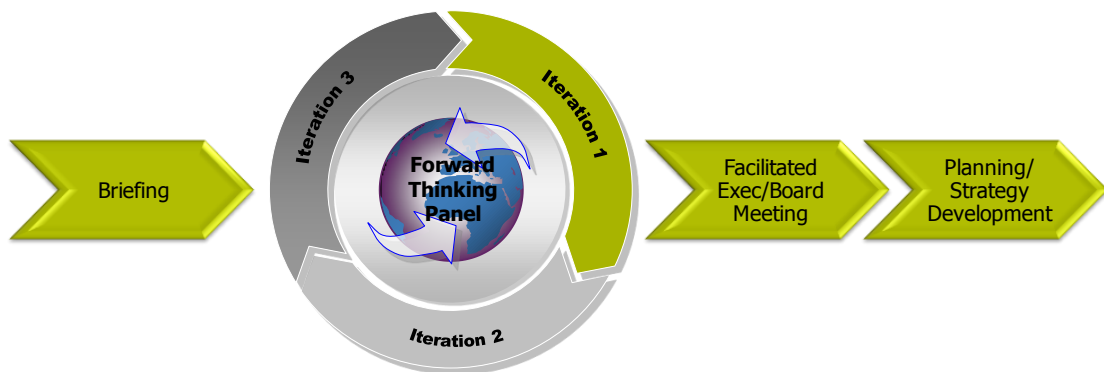 Briefing
Iteration 3
Iteration 1
Forward
Thinking
Panel
Iteration 2
Facilitated
Exec/Board
Meeting
Planning/
Strategy
Development